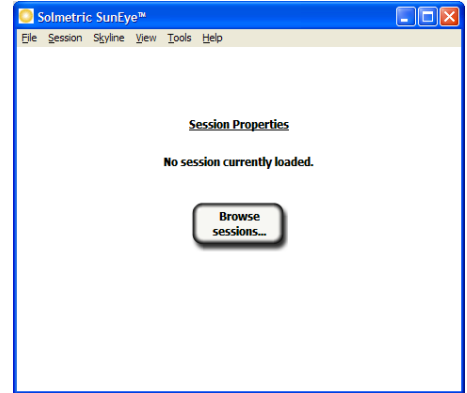 Solmetric SunEye™
File Session Skyline View Tools Help
Session Properties
No session currently loaded.
Browse
sessions...